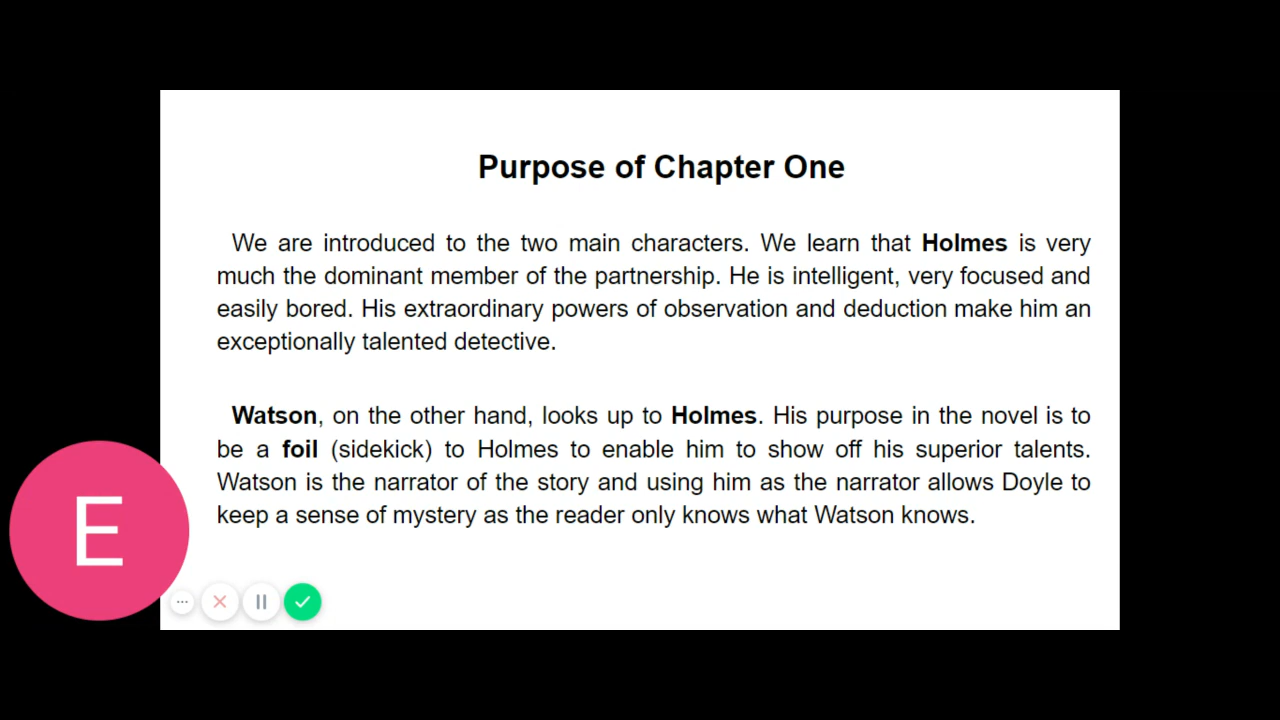 Purpose of Chapter One
We are introduced to the two main characters. We learn that Holmes is very
much the dominant member of the partnership. He is intelligent, very focused and
easily bored. His extraordinary powers of observation and deduction make him an
exceptionally talented detective.
Watson, on the other hand, looks up to Holmes. His purpose in the novel is to
be a foil (sidekick) to Holmes to enable him to show off his superior talents.
Watson is the narrator of the story and using him as the narrator allows Doyle to
keep a sense of mystery as the reader only knows what Watson knows.
E